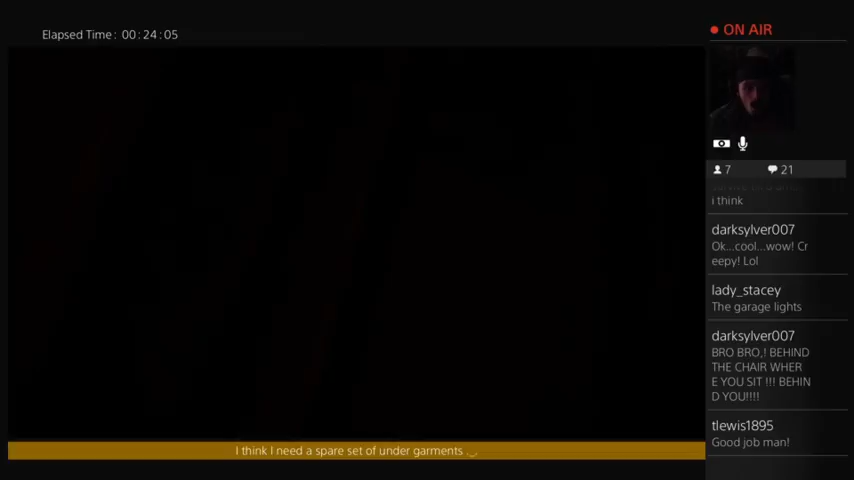 Elapsed Time: 00:24:05
ON AIR
7
21
i think
darksylver007
Ok...cool...wow! Cr
eepy! Lol
lady_stacey
The garage lights
darksylver007
BRO BRO,! BEHIND
THE CHAIR WHER
E YOU SIT !!! BEHIN
D YOU!!!!
tlewis1895
Good job man!
I think I need a spare set of under garments ._.